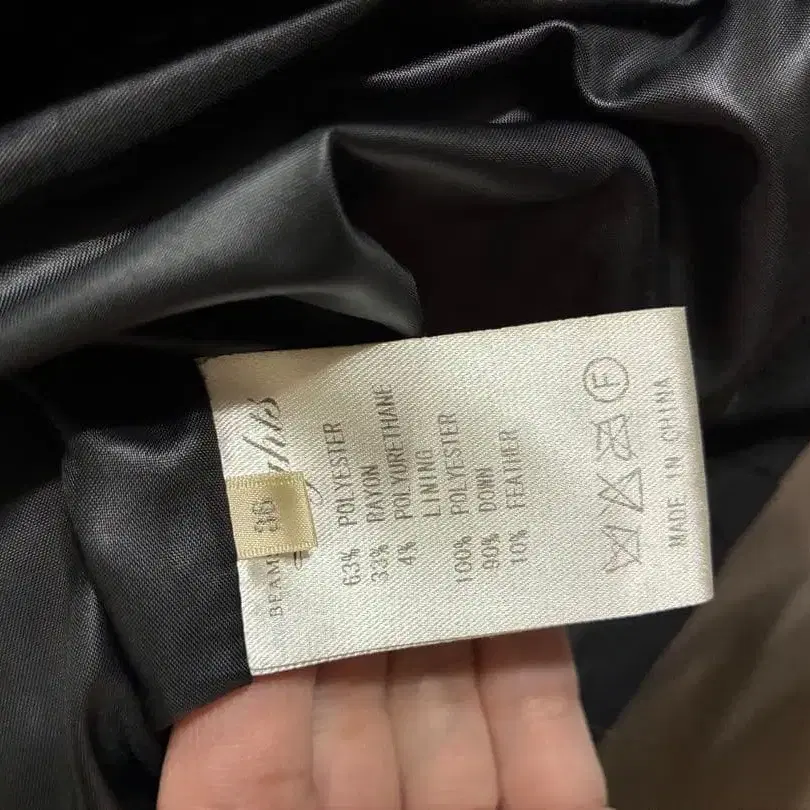 36
BEAM
63% POLYESTER
33% RAYON
4% POLYURETHANE
LINING
100% POLYESTER
90% DOWN
10% FEATHER
F
MADE IN CHINA